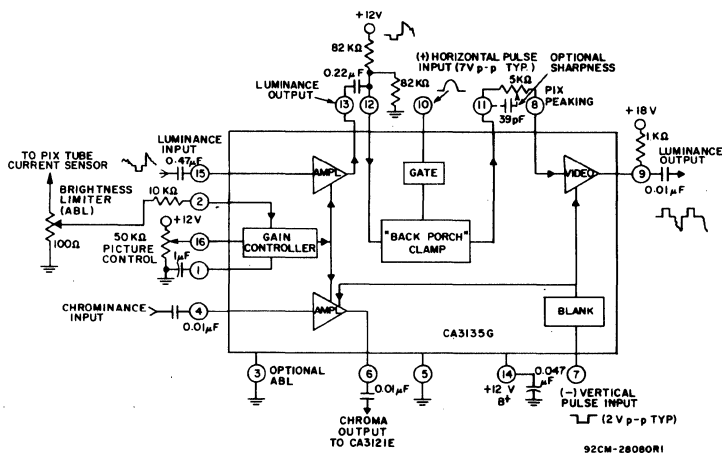 +12V
82 KΩ
0.22µF
82KΩ
LUMINANCE
OUTPUT
13
12
(+) HORIZONTAL PULSE
INPUT (7V p-p TYP.)
10
OPTIONAL
SHARPNESS
5KΩ
11
39pF
8
PIX
PEAKING
+18V
1KΩ
LUMINANCE
OUTPUT
9
0.01µF
TO PIX TUBE
CURRENT SENSOR
LUMINANCE
INPUT
0.47µF
15
AMPL
GATE
VIDEO
BRIGHTNESS
LIMITER
(ABL)
10KΩ
2
100Ω
+12V
50KΩ
PICTURE
CONTROL
16
1µF
1
GAIN
CONTROLLER
"BACK PORCH"
CLAMP
CHROMINANCE
INPUT
4
0.01µF
AMPL
BLANK
CA3135G
3
OPTIONAL
ABL
6
0.01µF
CHROMA
OUTPUT
TO CA3121E
5
14
+12 V
B+
0.047
µF
7
(–) VERTICAL
PULSE INPUT
(2V p-p TYP)
92CM-28080R1